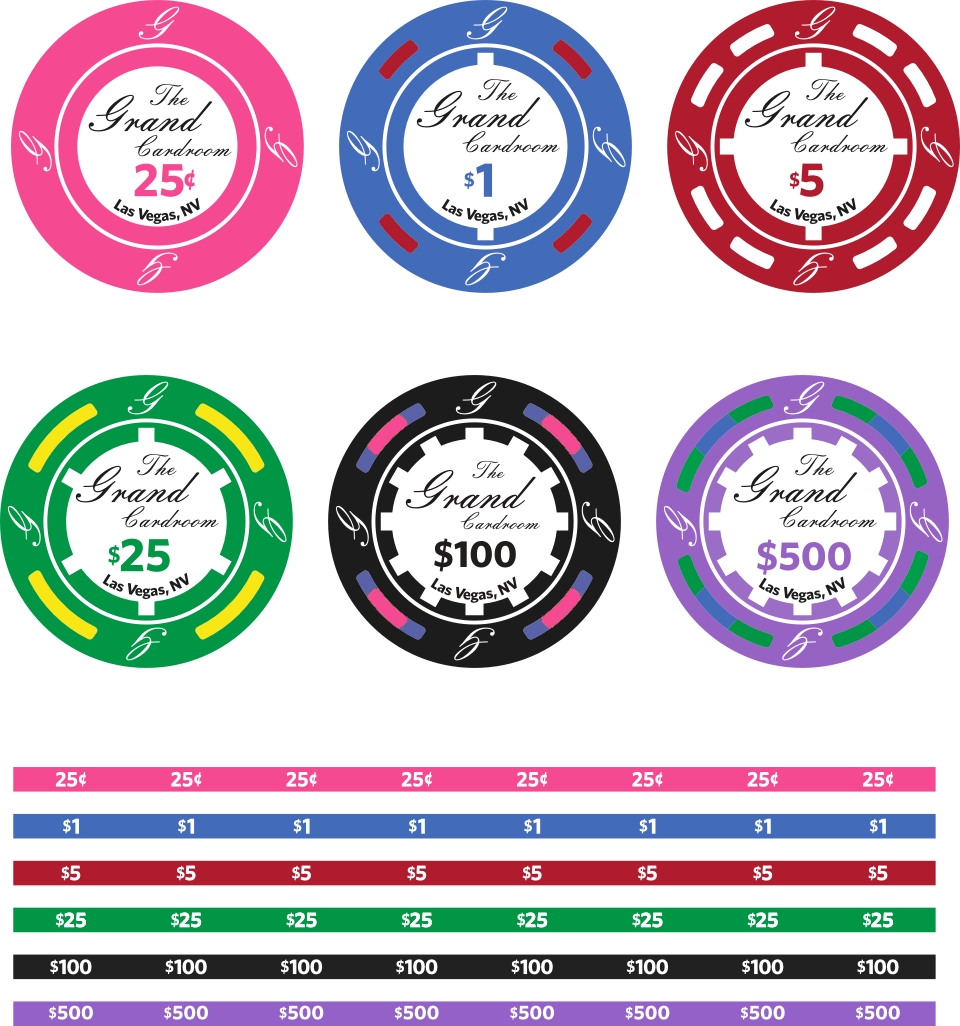 G
G
G
G
The
Grand
Cardroom
25¢
Las Vegas, NV
G
G
G
G
The
Grand
Cardroom
$1
Las Vegas, NV
G
G
G
G
The
Grand
Cardroom
$5
Las Vegas, NV
G
G
G
G
The
Grand
Cardroom
$25
Las Vegas, NV
G
G
G
G
The
Grand
Cardroom
$100
Las Vegas, NV
G
G
G
G
The
Grand
Cardroom
$500
Las Vegas, NV
25¢ 25¢ 25¢ 25¢ 25¢ 25¢ 25¢ 25¢
$1 $1 $1 $1 $1 $1 $1 $1
$5 $5 $5 $5 $5 $5 $5 $5
$25 $25 $25 $25 $25 $25 $25 $25
$100 $100 $100 $100 $100 $100 $100 $100
$500 $500 $500 $500 $500 $500 $500 $500